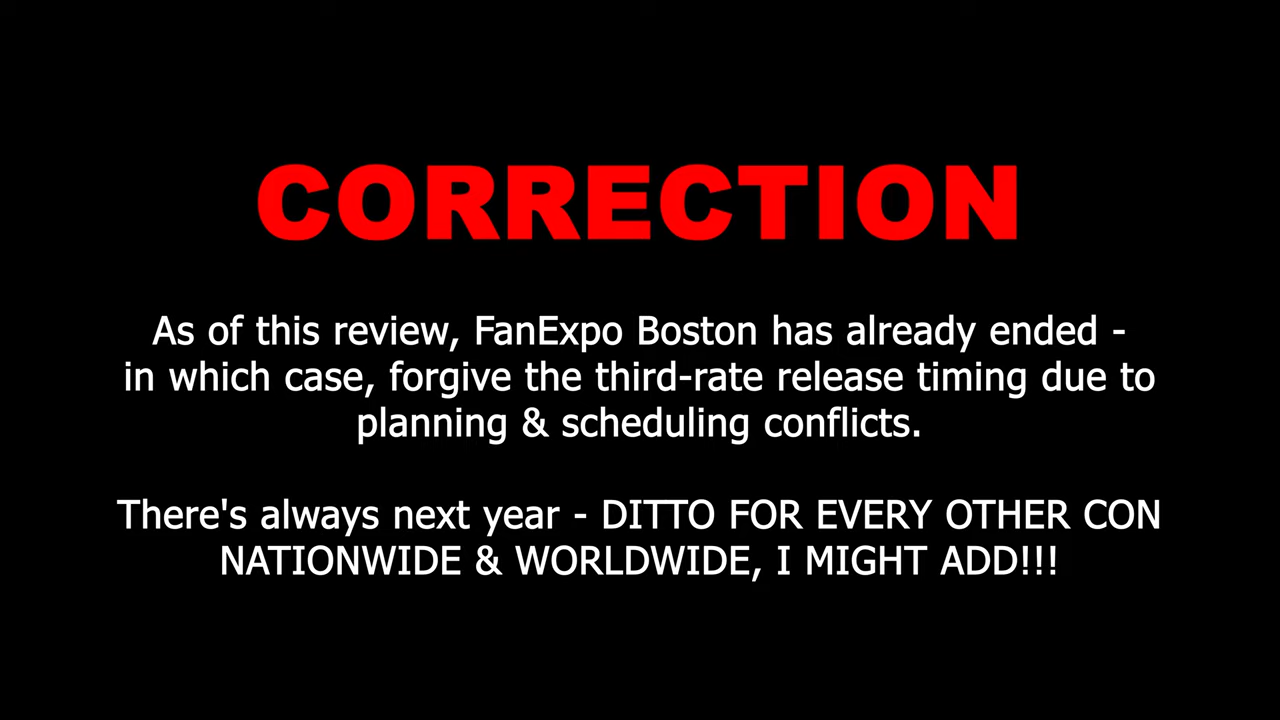 CORRECTION
As of this review, FanExpo Boston has already ended -
in which case, forgive the third-rate release timing due to
planning & scheduling conflicts.
There's always next year - DITTO FOR EVERY OTHER CON
NATIONWIDE & WORLDWIDE, I MIGHT ADD!!!